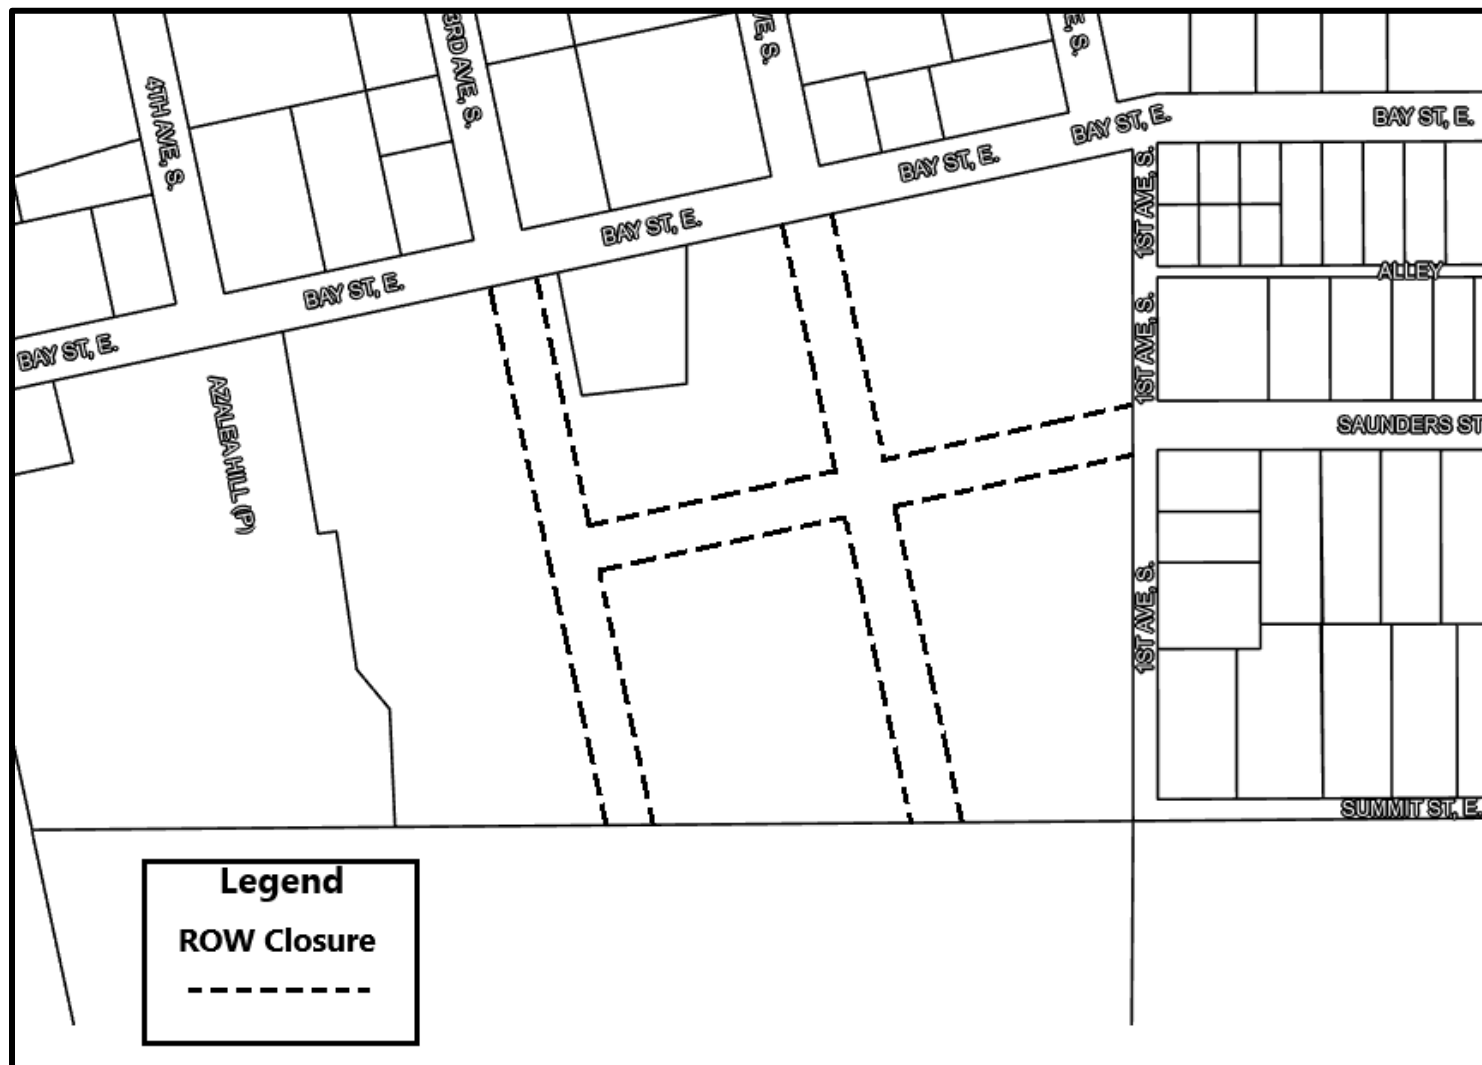 4TH AVE, S.
3RD AVE, S.
VE, S.
E, S.
BAY ST, E.
BAY ST, E.
BAY ST, E.
BAY ST, E.
BAY ST, E.
BAY ST, E.
1ST AVE, S.
ALLEY
1ST AVE, S.
AZALEA HILL (P)
SAUNDERS ST
1ST AVE, S.
SUMMIT ST, E.
Legend
ROW Closure